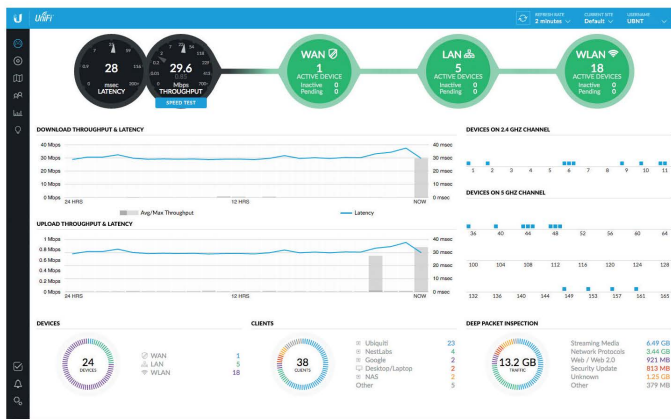 UniFi
REFRESH RATE
2 minutes
CURRENT SITE
Default
USERNAME
UBNT
28
msec
LATENCY
29.6
0.85
Mbps
THROUGHPUT
SPEED TEST
WAN
1
ACTIVE DEVICE
Inactive 0
Pending 0
LAN
5
ACTIVE DEVICES
Inactive 0
Pending 0
WLAN
18
ACTIVE DEVICES
Inactive 0
Pending 0
DOWNLOAD THROUGHPUT & LATENCY
40 Mbps 40 msec
30 Mbps 30 msec
20 Mbps 20 msec
10 Mbps 10 msec
0 Mbps 0 msec
24 HRS 12 HRS NOW
Avg/Max Throughput Latency
UPLOAD THROUGHPUT & LATENCY
1 Mbps 40 msec
0.8 Mbps 30 msec
0.6 Mbps 20 msec
0.4 Mbps
0.2 Mbps 10 msec
0 Mbps 0 msec
24 HRS 12 HRS NOW
DEVICES ON 2.4 GHZ CHANNEL
1 2 3 4 5 6 7 8 9 10 11
DEVICES ON 5 GHZ CHANNEL
36 40 44 48 52 56 60 64
100 104 108 112 116 120 124 128
132 136 140 144 149 153 157 161 165
DEVICES
24
DEVICES
WAN 1
LAN 5
WLAN 18
CLIENTS
38
CLIENTS
Ubiquiti 23
NestLabs 4
Google 2
Desktop/Laptop 2
NAS 2
Other 5
DEEP PACKET INSPECTION
13.2 GB
TRAFFIC
Streaming Media 6.49 GB
Network Protocols 3.44 GB
Web / Web 2.0 921 MB
Security Update 813 MB
Unknown 1.25 GB
Other 379 MB